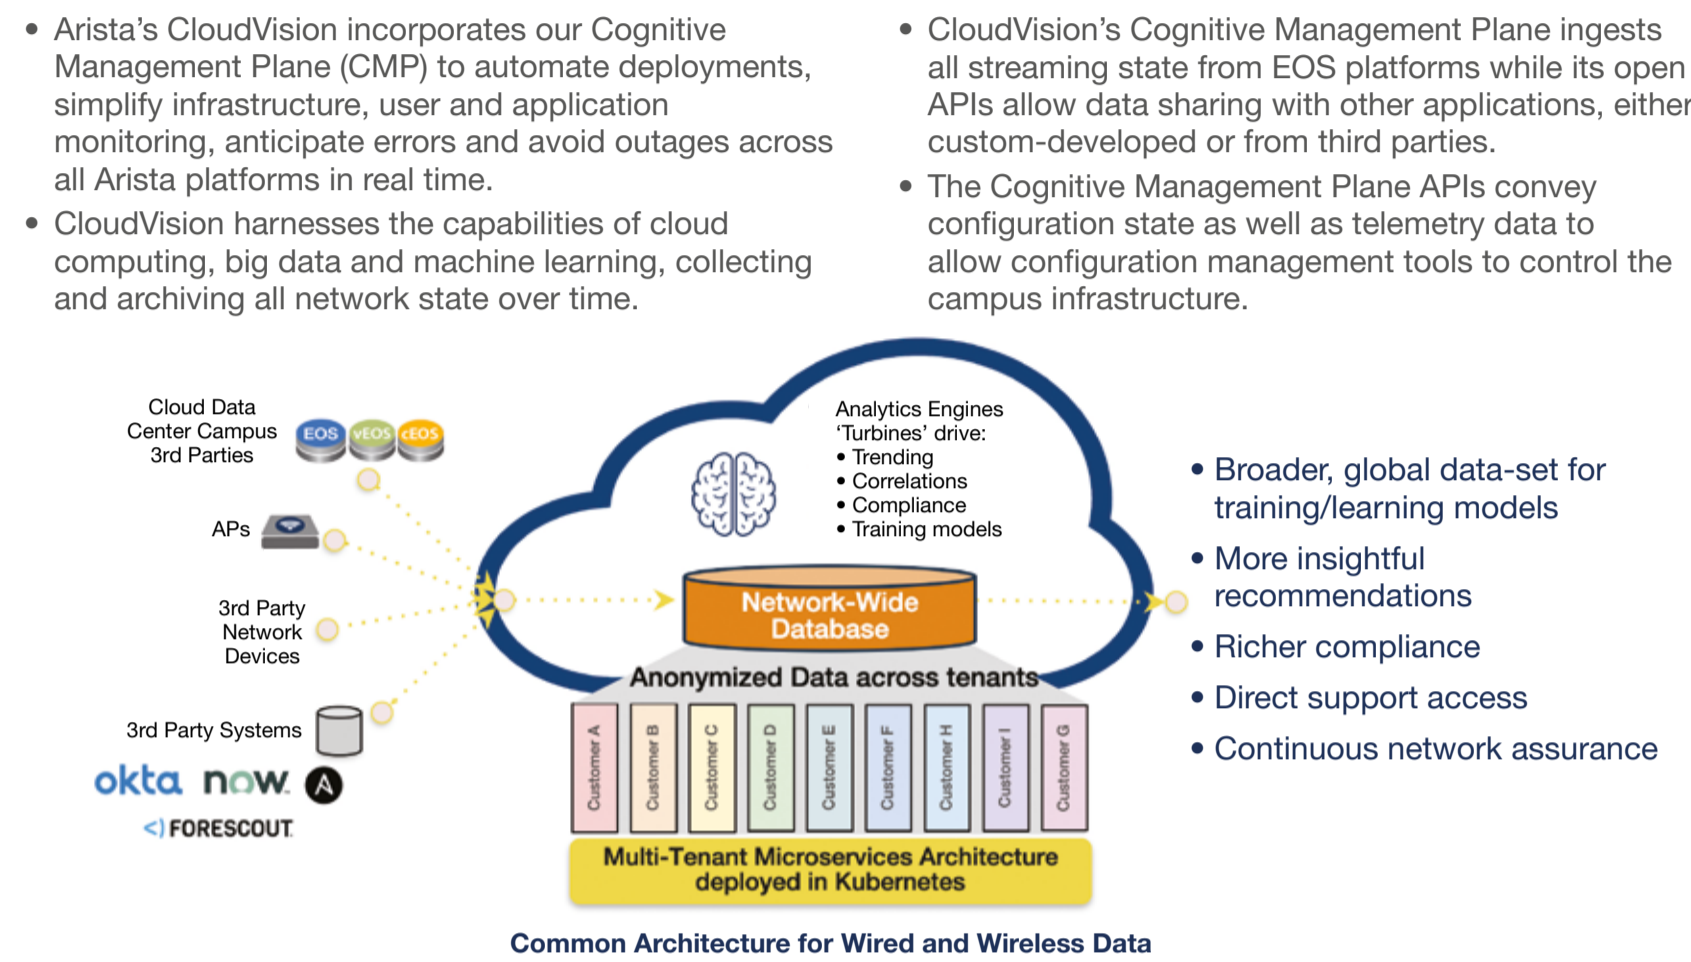 • Arista’s CloudVision incorporates our Cognitive
Management Plane (CMP) to automate deployments,
simplify infrastructure, user and application
monitoring, anticipate errors and avoid outages across
all Arista platforms in real time.
• CloudVision harnesses the capabilities of cloud
computing, big data and machine learning, collecting
and archiving all network state over time.
• CloudVision’s Cognitive Management Plane ingests
all streaming state from EOS platforms while its open
APIs allow data sharing with other applications, either
custom-developed or from third parties.
• The Cognitive Management Plane APIs convey
configuration state as well as telemetry data to
allow configuration management tools to control the
campus infrastructure.
Cloud Data
Center Campus
3rd Parties
EOS
vEOS
cEOS
APs
3rd Party
Network
Devices
3rd Party Systems
okta
now.
A
<) FORESCOUT.
Analytics Engines
‘Turbines’ drive:
• Trending
• Correlations
• Compliance
• Training models
Network-Wide
Database
Anonymized Data across tenants
Customer A
Customer B
Customer C
Customer D
Customer E
Customer F
Customer H
Customer I
Customer G
Multi-Tenant Microservices Architecture
deployed in Kubernetes
• Broader, global data-set for
training/learning models
• More insightful
recommendations
• Richer compliance
• Direct support access
• Continuous network assurance
Common Architecture for Wired and Wireless Data